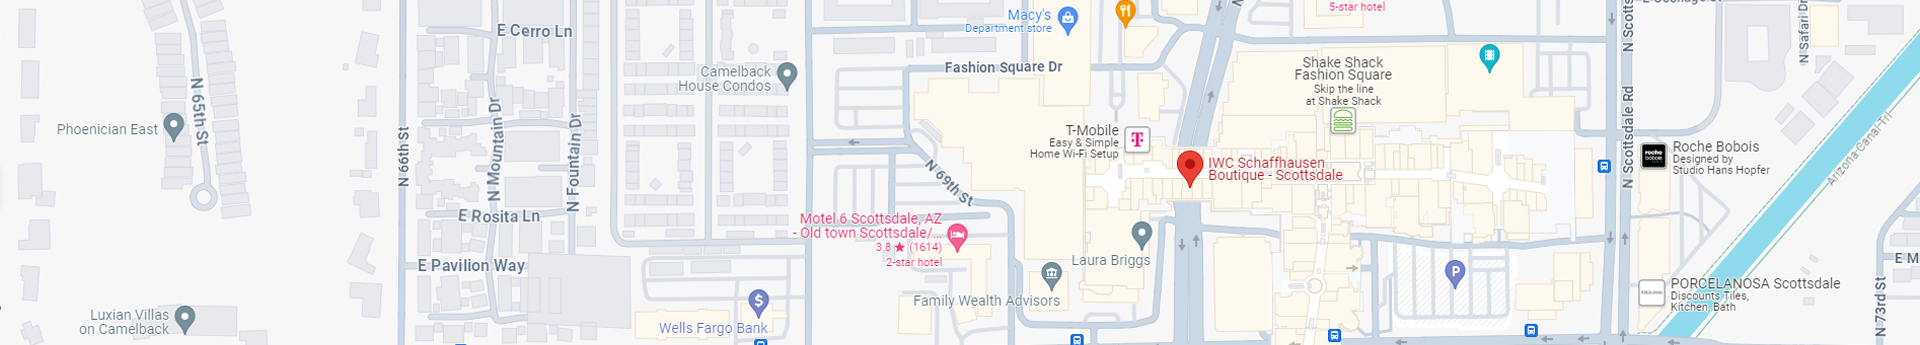 E Cerro Ln
N 65th St
Phoenician East
N 66th St
N Mountain Dr
N Fountain Dr
E Rosita Ln
E Pavilion Way
Luxian Villas
on Camelback
Camelback
House Condos
Wells Fargo Bank
Macy's
Department store
Fashion Square Dr
N 69th St
Motel 6 Scottsdale, AZ
- Old town Scottsdale/...
3.8 ★ (1614)
2-star hotel
Family Wealth Advisors
Laura Briggs
T-Mobile
Easy & Simple
Home Wi-Fi Setup
T
IWC Schaffhausen
Boutique - Scottsdale
5-star hotel
Shake Shack
Fashion Square
Skip the line
at Shake Shack
P
N Scotts
N Scottsdale Rd
N Scottsd
roche
bobois
Roche Bobois
Designed by
Studio Hans Hopfer
PORCELANOSA Scottsdale
Discounts Tiles,
Kitchen, Bath
N Safari Dr
Arizona Canal Trl
E M
N 73rd St